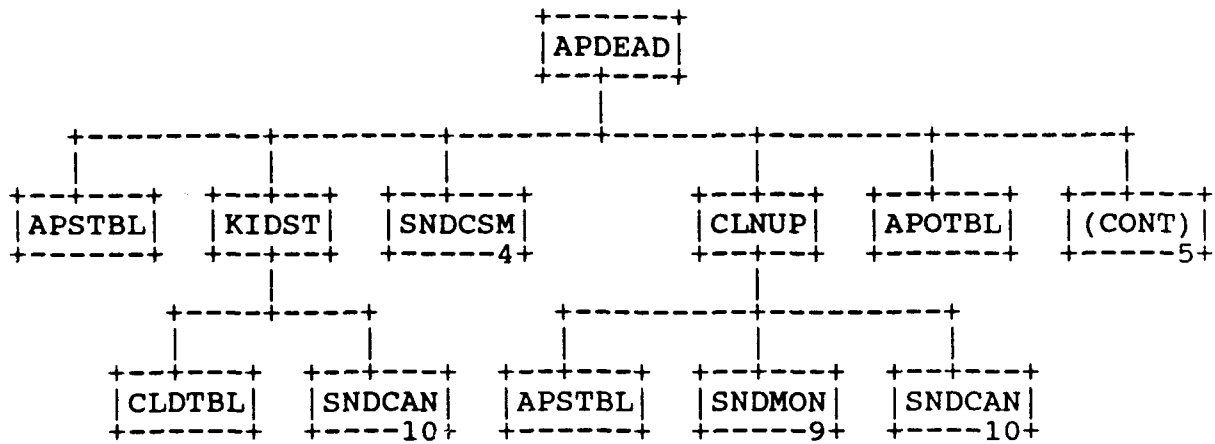 APDEAD
APSTBL KIDST SNDCSM CLNUP APOTBL (CONT)
4 5
CLDTBL SNDCAN APSTBL SNDMON SNDCAN
10 9 10